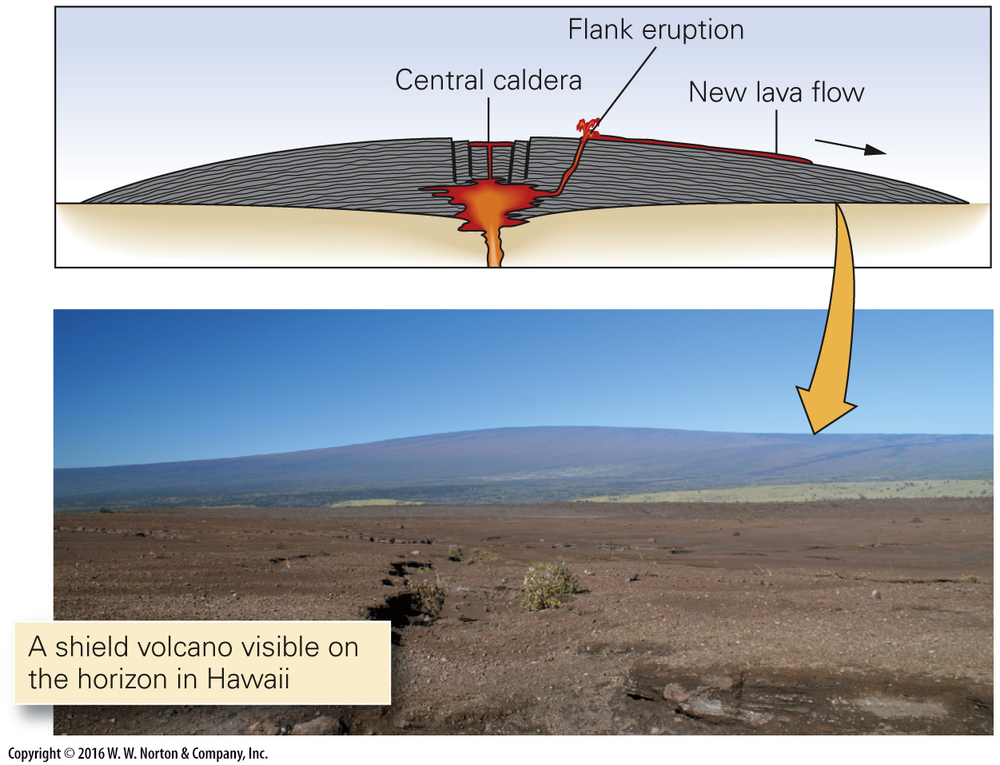 Flank eruption
Central caldera
New lava flow
A shield volcano visible on
the horizon in Hawaii
Copyright © 2016 W. W. Norton & Company, Inc.